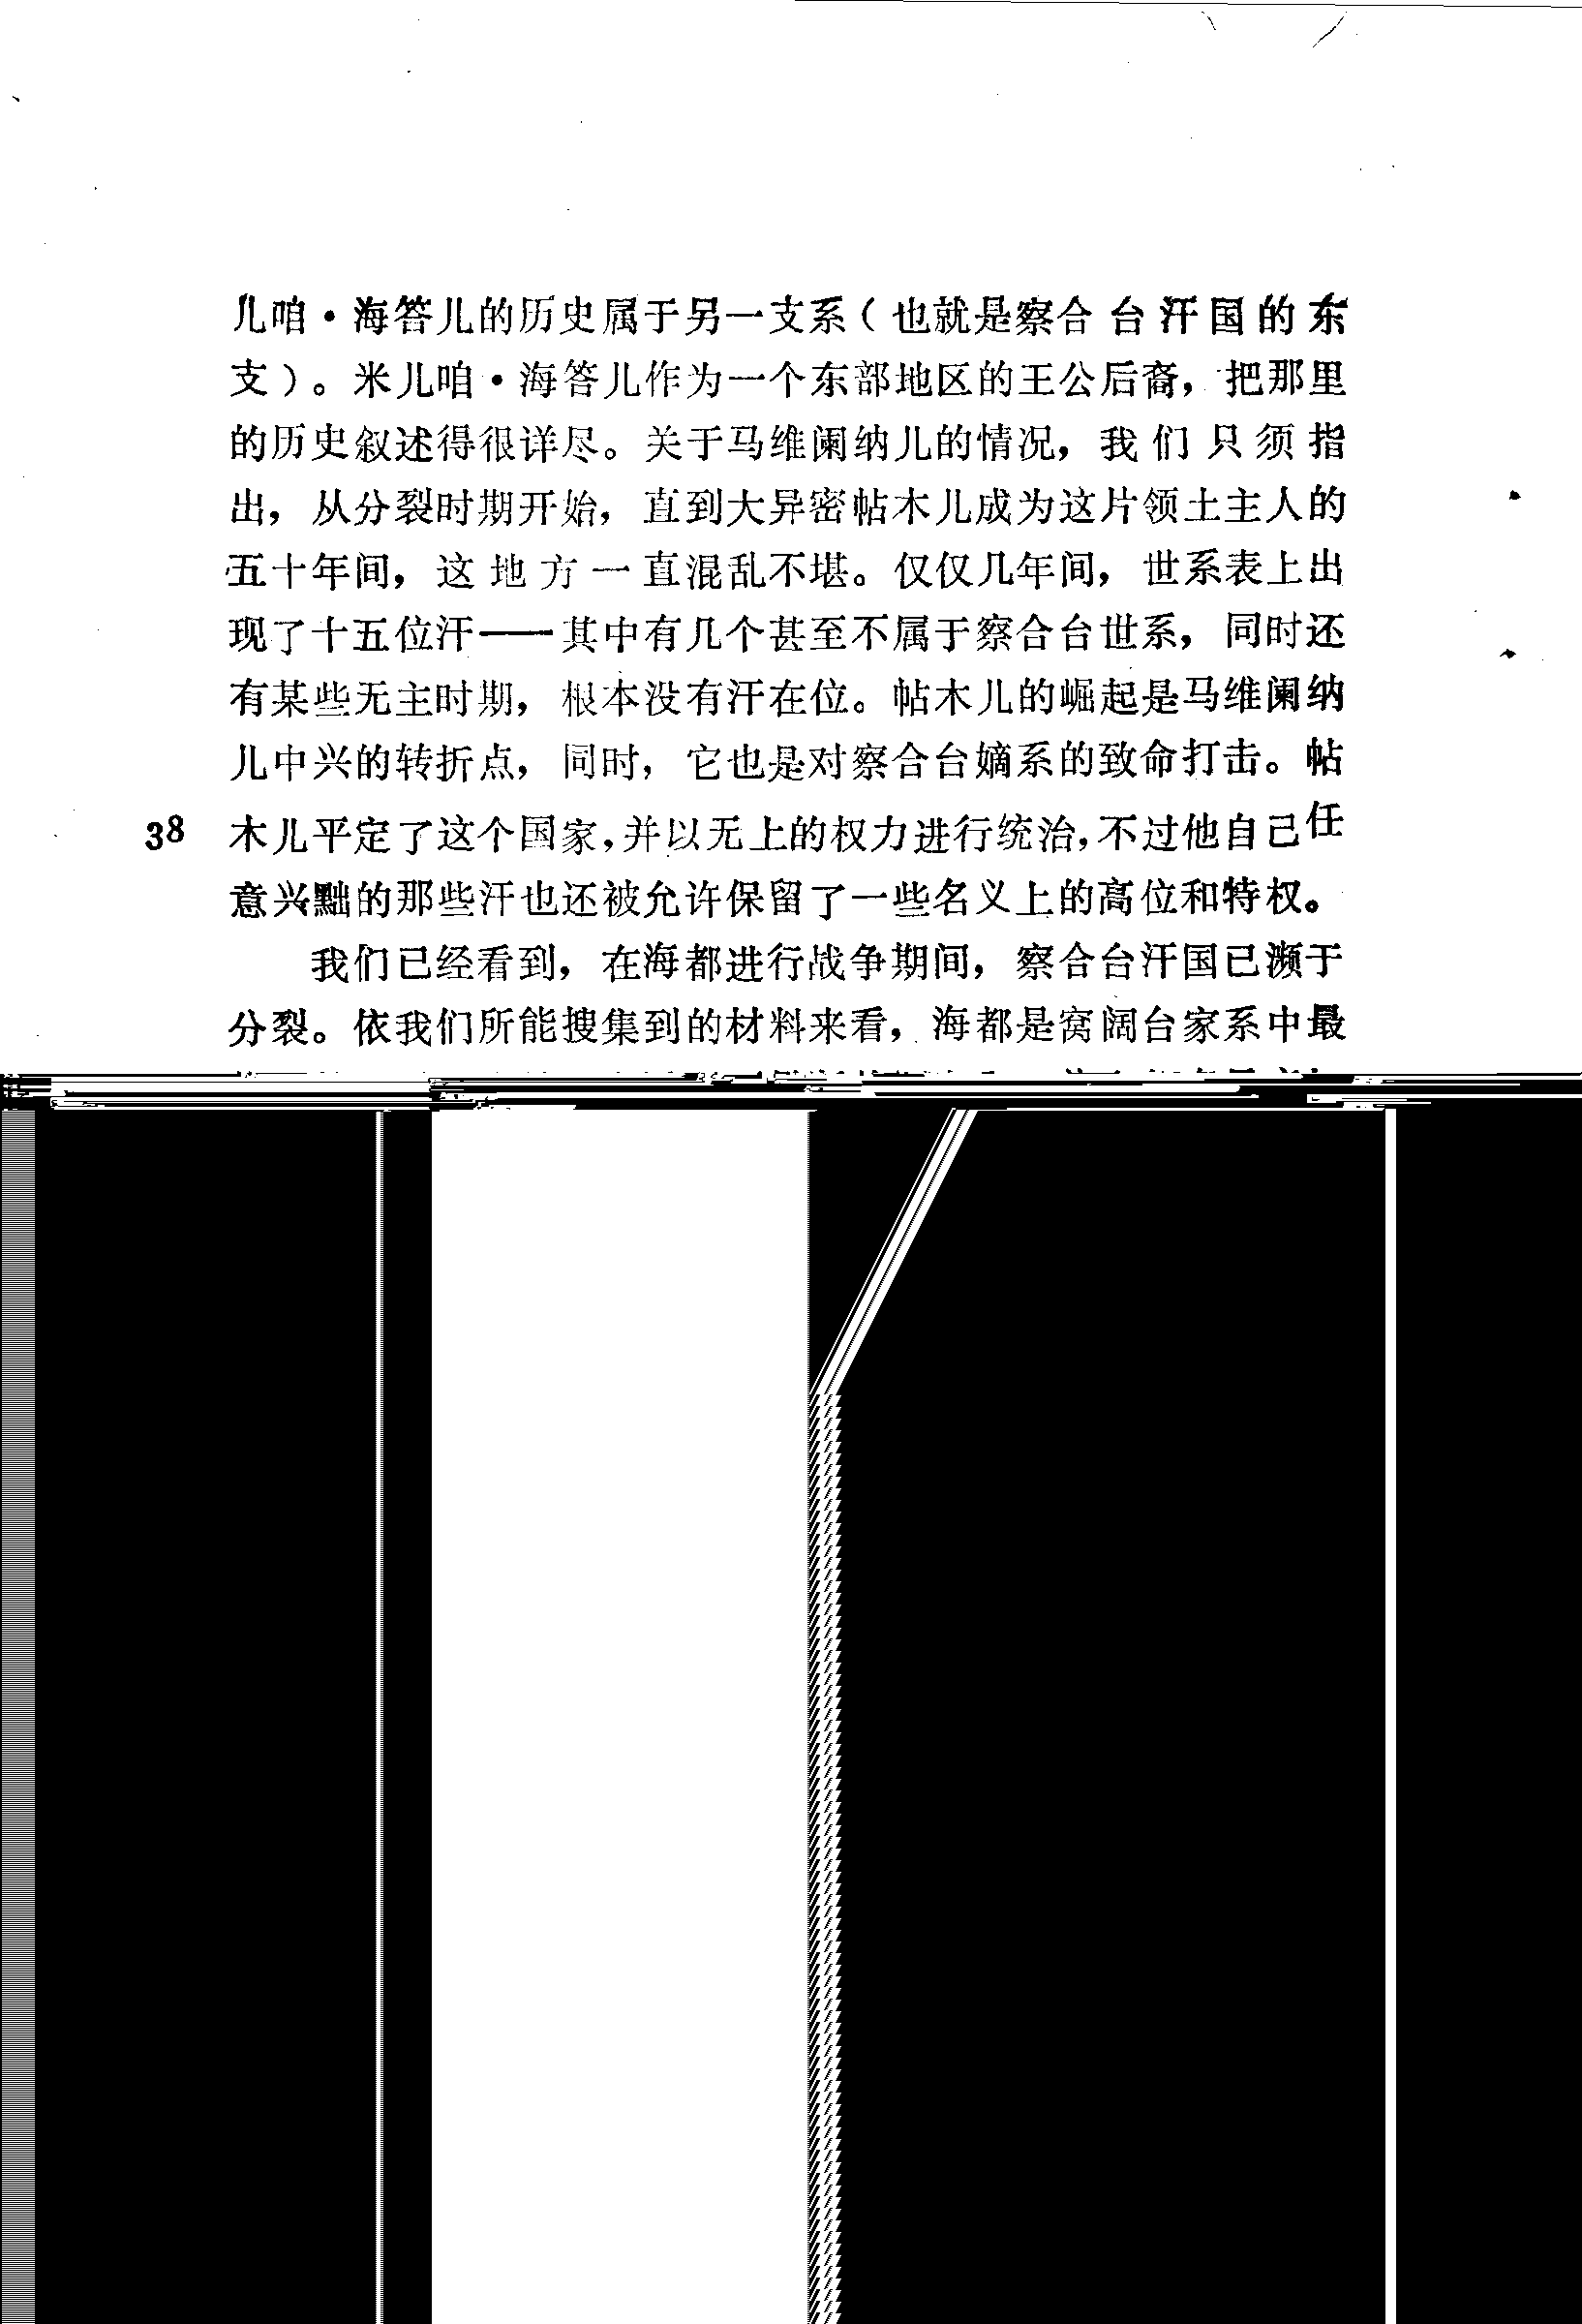 儿咱·海答儿的历史属于另一支系（也就是察合台汗国的东
支）。米儿咱·海答儿作为一个东部地区的王公后裔，把那里
的历史叙述得很详尽。关于马维阑纳儿的情况，我们只须指
出，从分裂时期开始，直到大异密帖木儿成为这片领土主人的
五十年间，这地方一直混乱不堪。仅仅几年间，世系表上出
现了十五位汗——其中有几个甚至不属于察合台世系，同时还
有某些无主时期，根本没有汗在位。帖木儿的崛起是马维阑纳
儿中兴的转折点，同时，它也是对察合台嫡系的致命打击。帖
38 木儿平定了这个国家，并以无上的权力进行统治，不过他自己任
意兴黜的那些汗也还被允许保留了一些名义上的高位和特权。
我们已经看到，在海都进行战争期间，察合台汗国已濒于
分裂。依我们所能搜集到的材料来看，海都是窝阔台家系中最